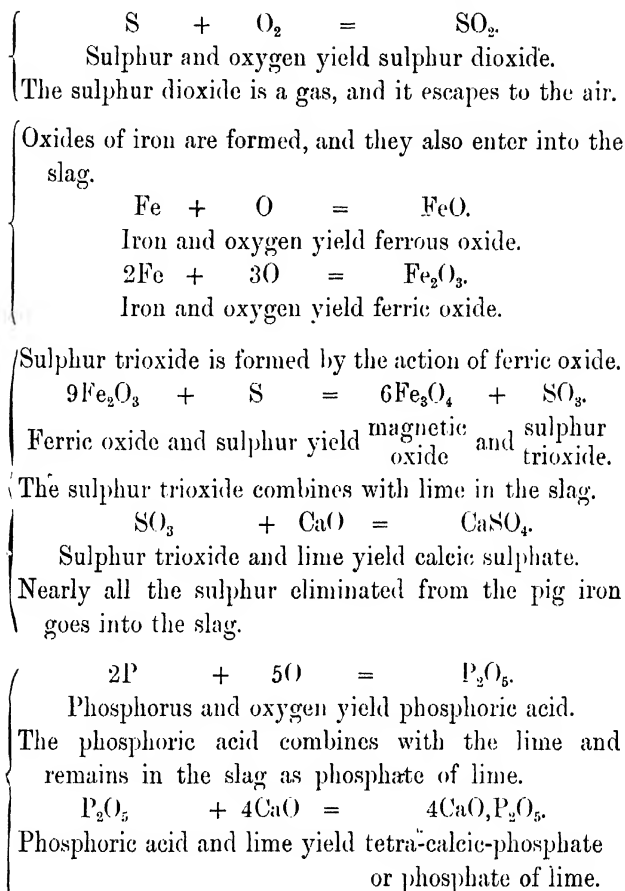 S + O₂ = SO₂.
Sulphur and oxygen yield sulphur dioxide.
The sulphur dioxide is a gas, and it escapes to the air.
Oxides of iron are formed, and they also enter into the
slag.
Fe + O = FeO.
Iron and oxygen yield ferrous oxide.
2Fe + 3O = Fe₂O₃.
Iron and oxygen yield ferric oxide.
Sulphur trioxide is formed by the action of ferric oxide.
9Fe₂O₃ + S = 6Fe₃O₄ + SO₃.
Ferric oxide and sulphur yield magnetic oxide and sulphur trioxide.
The sulphur trioxide combines with lime in the slag.
SO₃ + CaO = CaSO₄.
Sulphur trioxide and lime yield calcic sulphate.
Nearly all the sulphur eliminated from the pig iron
goes into the slag.
2P + 5O = P₂O₅.
Phosphorus and oxygen yield phosphoric acid.
The phosphoric acid combines with the lime and
remains in the slag as phosphate of lime.
P₂O₅ + 4CaO = 4CaO,P₂O₅.
Phosphoric acid and lime yield tetra-calcic-phosphate
or phosphate of lime.